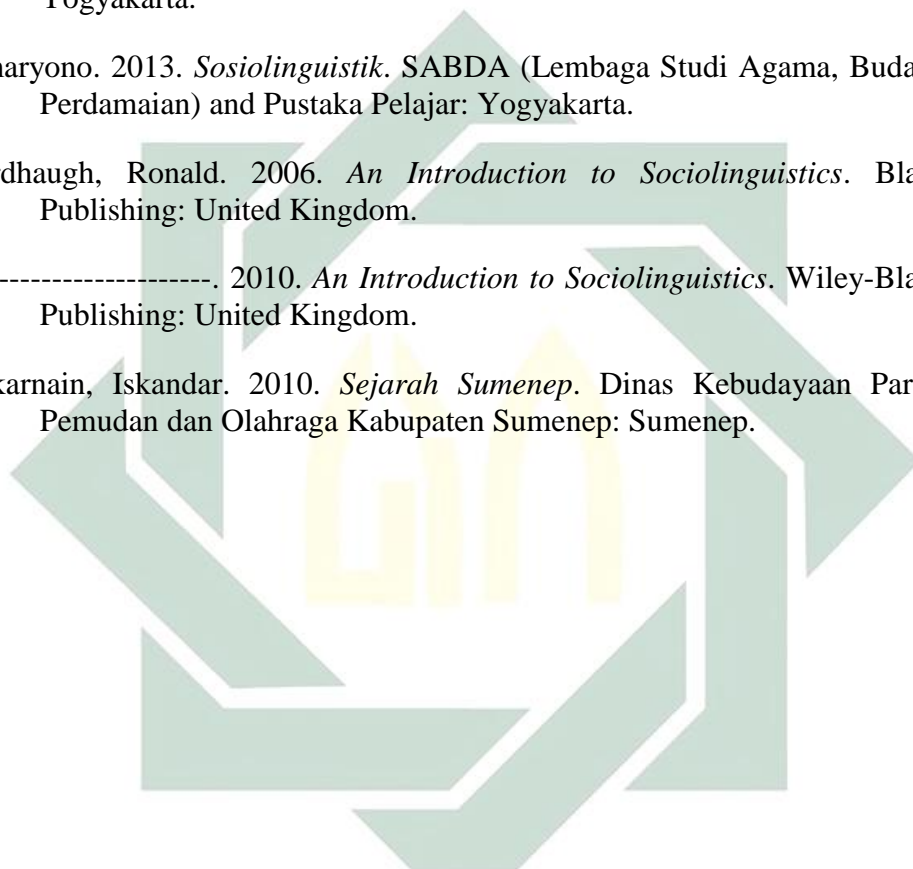 Yogyakarta.
haryono. 2013. Sosiolinguistik. SABDA (Lembaga Studi Agama, Buda
Perdamaian) and Pustaka Pelajar: Yogyakarta.
rdhaugh, Ronald. 2006. An Introduction to Sociolinguistics. Bla
Publishing: United Kingdom.
--------------------. 2010. An Introduction to Sociolinguistics. Wiley-Bla
Publishing: United Kingdom.
karnain, Iskandar. 2010. Sejarah Sumenep. Dinas Kebudayaan Par
Pemudan dan Olahraga Kabupaten Sumenep: Sumenep.